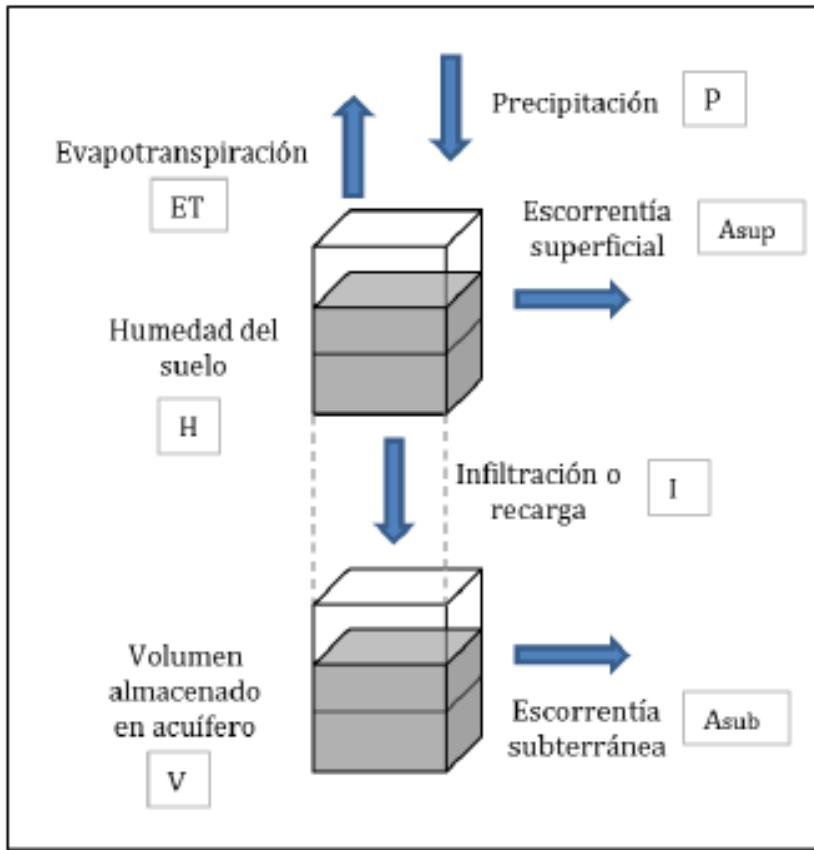 Precipitación
P
Evapotranspiración
ET
Escorrentía
superficial
Asup
Humedad del
suelo
H
Infiltración o
recarga
I
Volumen
almacenado
en acuífero
V
Escorrentía
subterránea
Asub